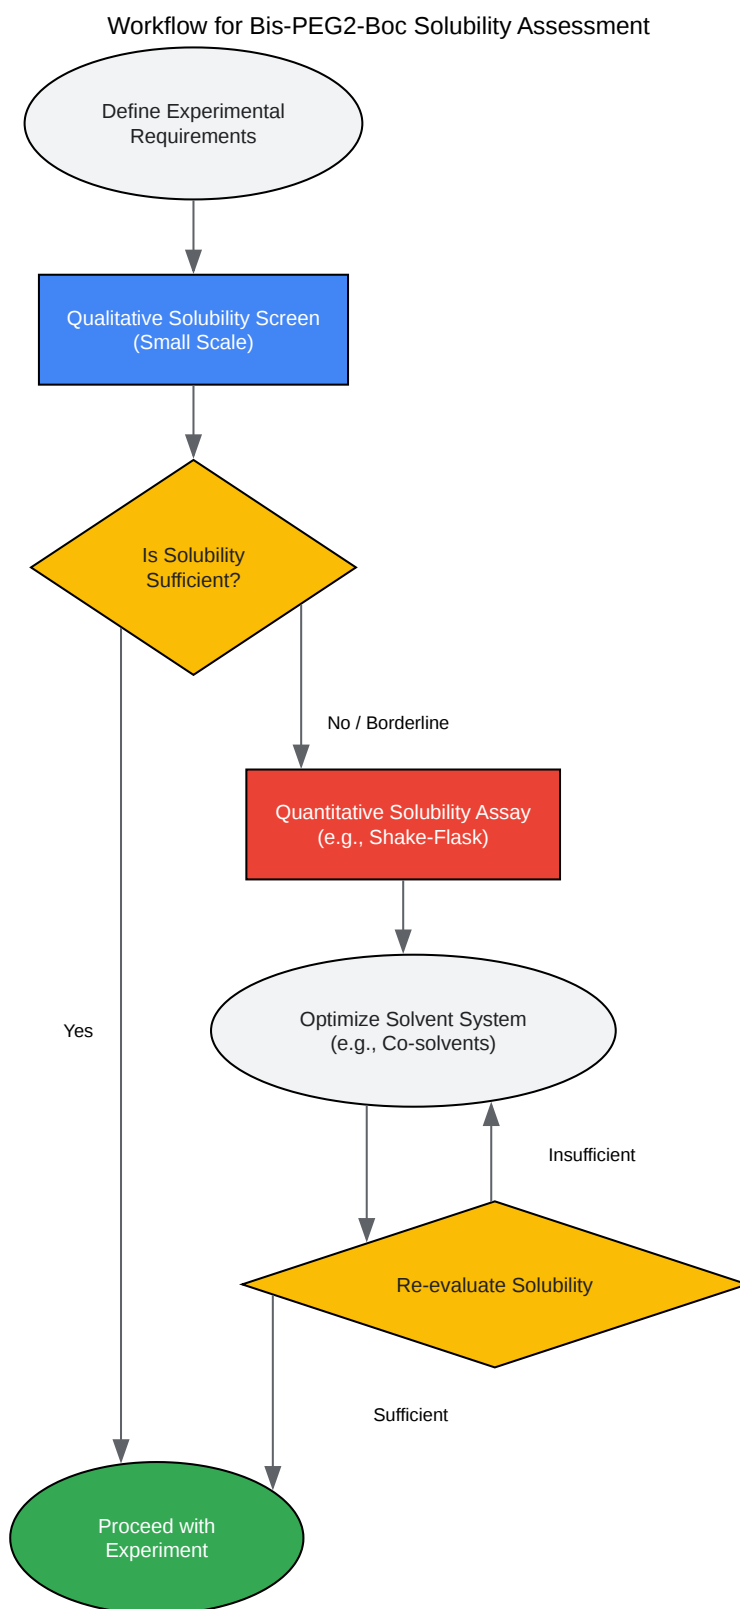 Workflow for Bis-PEG2-Boc Solubility Assessment
Define Experimental
Requirements
Qualitative Solubility Screen
(Small Scale)
Is Solubility
Sufficient?
No / Borderline
Quantitative Solubility Assay
(e.g., Shake-Flask)
Yes
Optimize Solvent System
(e.g., Co-solvents)
Insufficient
Re-evaluate Solubility
Sufficient
Proceed with
Experiment